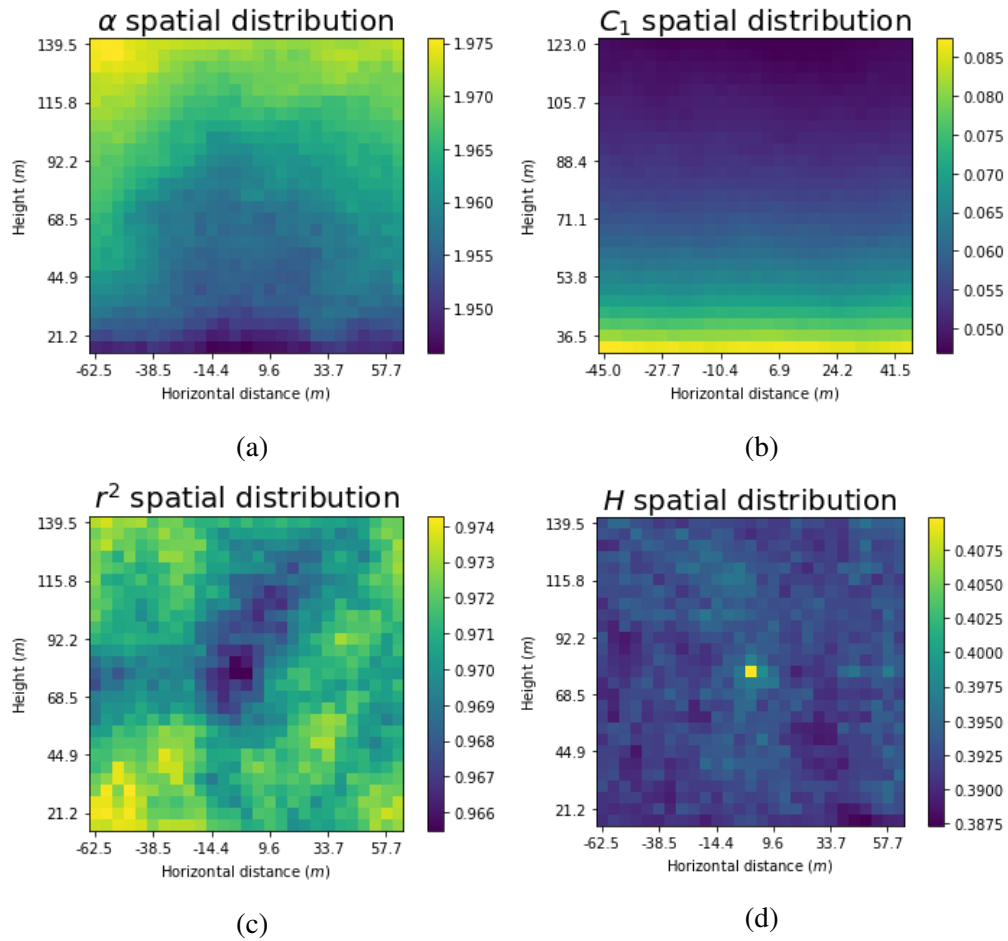 α spatial distribution
139.5
115.8
92.2
68.5
44.9
21.2
Height (m)
-62.5 -38.5 -14.4 9.6 33.7 57.7
Horizontal distance (m)
1.975
1.970
1.965
1.960
1.955
1.950
(a)
C₁ spatial distribution
123.0
105.7
88.4
71.1
53.8
36.5
Height (m)
-45.0 -27.7 -10.4 6.9 24.2 41.5
Horizontal distance (m)
0.085
0.080
0.075
0.070
0.065
0.060
0.055
0.050
(b)
r² spatial distribution
139.5
115.8
92.2
68.5
44.9
21.2
Height (m)
-62.5 -38.5 -14.4 9.6 33.7 57.7
Horizontal distance (m)
0.974
0.973
0.972
0.971
0.970
0.969
0.968
0.967
0.966
(c)
H spatial distribution
139.5
115.8
92.2
68.5
44.9
21.2
Height (m)
-62.5 -38.5 -14.4 9.6 33.7 57.7
Horizontal distance (m)
0.4075
0.4050
0.4025
0.4000
0.3975
0.3950
0.3925
0.3900
0.3875
(d)